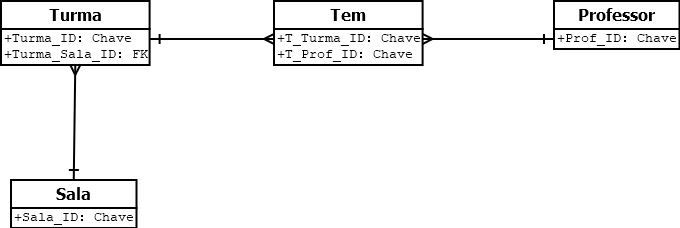 Turma
+Turma_ID: Chave
+Turma_Sala_ID: FK
Tem
+T_Turma_ID: Chave
+T_Prof_ID: Chave
Professor
+Prof_ID: Chave
Sala
+Sala_ID: Chave